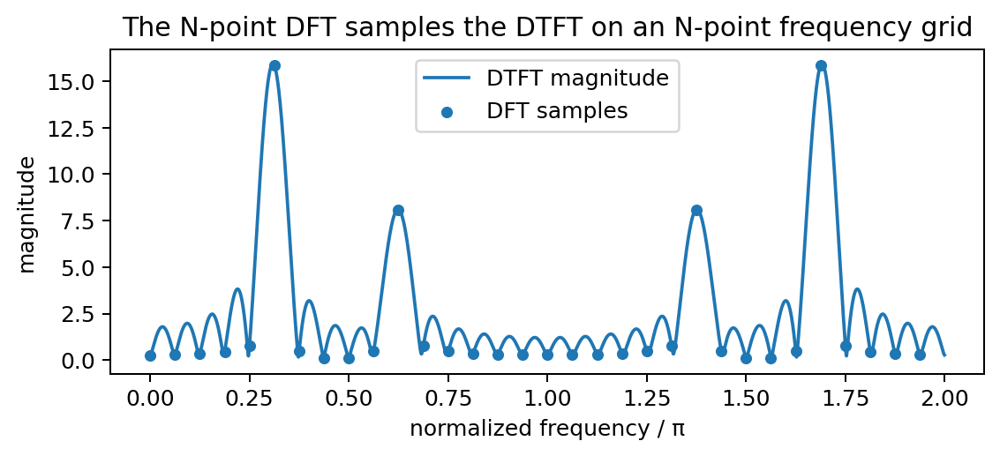 The N-point DFT samples the DTFT on an N-point frequency grid
DTFT magnitude
DFT samples
magnitude
15.0
12.5
10.0
7.5
5.0
2.5
0.0
0.00 0.25 0.50 0.75 1.00 1.25 1.50 1.75 2.00
normalized frequency / π